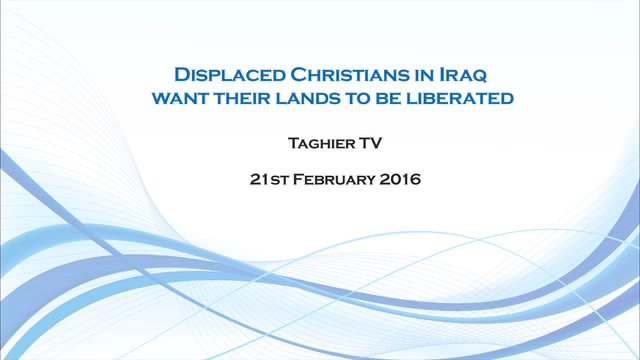 Displaced Christians in Iraq
want their lands to be liberated
Taghier TV
21st February 2016